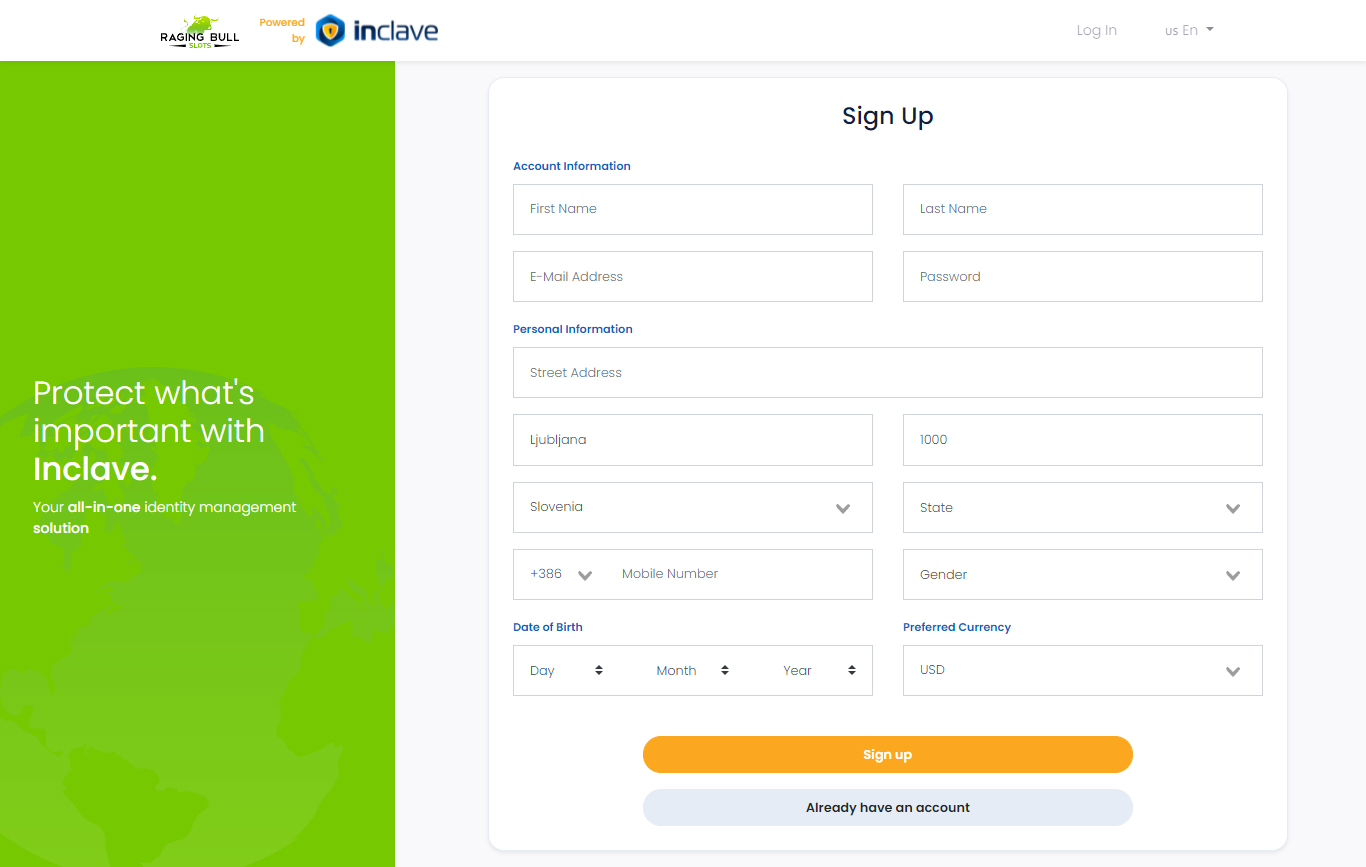 RAGING BULL
SLOTS
Powered
by
inclave
Log In
us En
Protect what's
important with
Inclave.
Your all-in-one identity management
solution
Sign Up
Account Information
First Name
Last Name
E-Mail Address
Password
Personal Information
Street Address
Ljubljana
1000
Slovenia
State
+386
Mobile Number
Gender
Date of Birth
Preferred Currency
Day
Month
Year
USD
Sign up
Already have an account